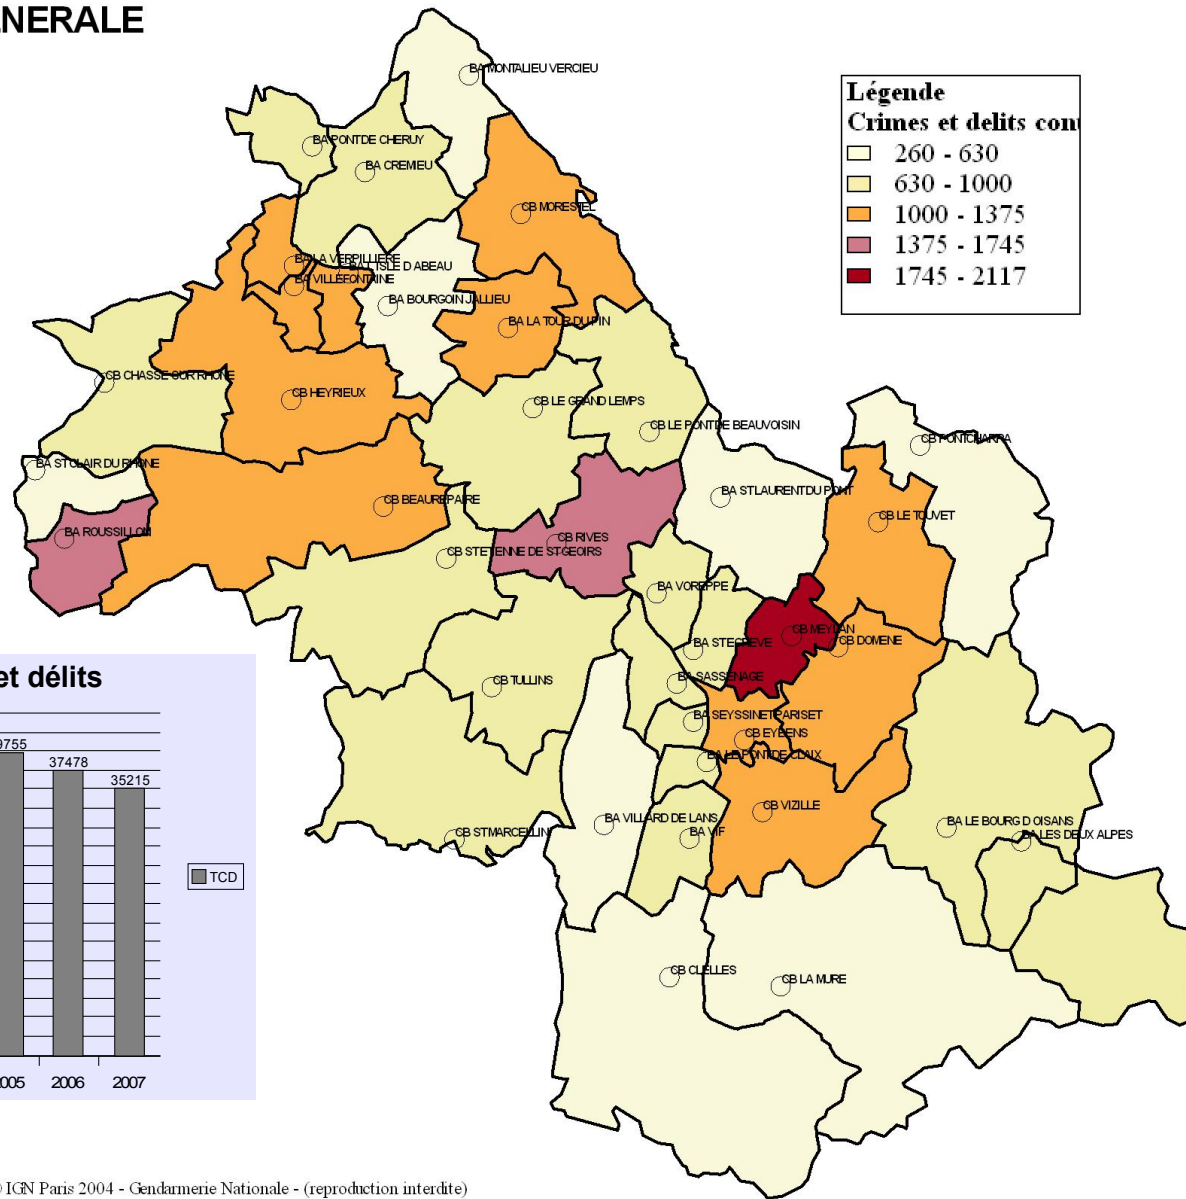 ENERALE
BA MONTALIEU VERCIEU
Légende
Crimes et delits con
260 - 630
630 - 1000
1000 - 1375
1375 - 1745
1745 - 2117
BA PONT DE CHERUY
BA CREMIEU
CB MORESTEL
BA LA VERPILLIERE
BA L ISLE D ABEAU
BA VILLEFONTAINE
BA BOURGOIN JALLIEU
BA LA TOUR DU PIN
CB CHASSE SUR RHONE
CB HEYRIEUX
CB LE GRAND LEMPS
CB LE PONT DE BEAUVOISIN
CB PONTCHARRA
BA ST CLAIR DU RHONE
BA ST LAURENT DU PONT
CB BEAUREPAIRE
CB LE TOUVET
BA ROUSSILLON
CB RIVES
CB ST ETIENNE DE ST GEOIRS
BA VOREPPE
CB MEYLAN
BA ST EGREVE
CB DOMENE
BA SASSENAGE
CB TULLINS
BA SEYSSINET PARISET
CB EYBENS
BA LE PONT DE CLAIX
CB VIZILLE
BA VILLARD DE LANS
BA VIF
CB ST MARCELLIN
BA LE BOURG D OISANS
BA LES DEUX ALPES
CB CLELLES
CB LA MURE
et délits
9755
37478
35215
TCD
2005
2006
2007
IGN Paris 2004 - Gendarmerie Nationale - (reproduction interdite)